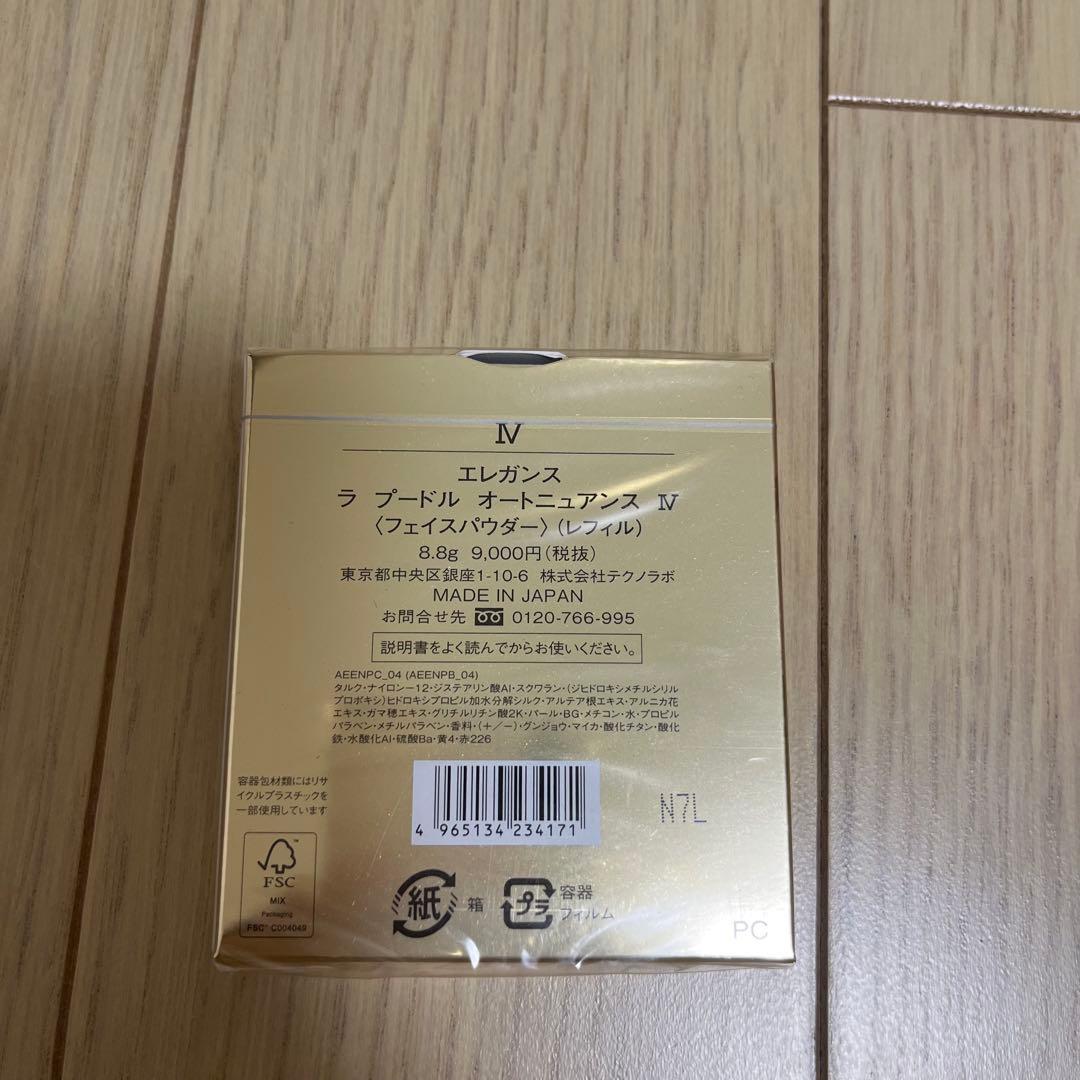 Ⅳ
エレガンス
ラ プードル オートニュアンス Ⅳ
〈フェイスパウダー〉(レフィル)
8.8g 9,000円(税抜)
東京都中央区銀座1-10-6 株式会社テクノラボ
MADE IN JAPAN
お問合せ先 0120-766-995
説明書をよく読んでからお使いください。
AEENPC_04 (AEENPB_04)
タルク・ナイロン-12・ジステアリン酸Al・スクワラン・(ジヒドロキシメチルシリル
プロポキシ)ヒドロキシプロピル加水分解シルク・アルテア根エキス・アルニカ花
エキス・ガマ穂エキス・グリチルリチン酸2K・パール・BG・メチコン・水・プロピル
パラベン・メチルパラベン・香料・(+/-)・グンジョウ・マイカ・酸化チタン・酸化
鉄・水酸化Al・硫酸Ba・黄4・赤226
容器包材類にはリサ
イクルプラスチックを
一部使用しています
4 965134 234171
N7L
FSC
MIX
Packaging
FSC® C004049
紙 箱
プラ 容器
フィルム
PC